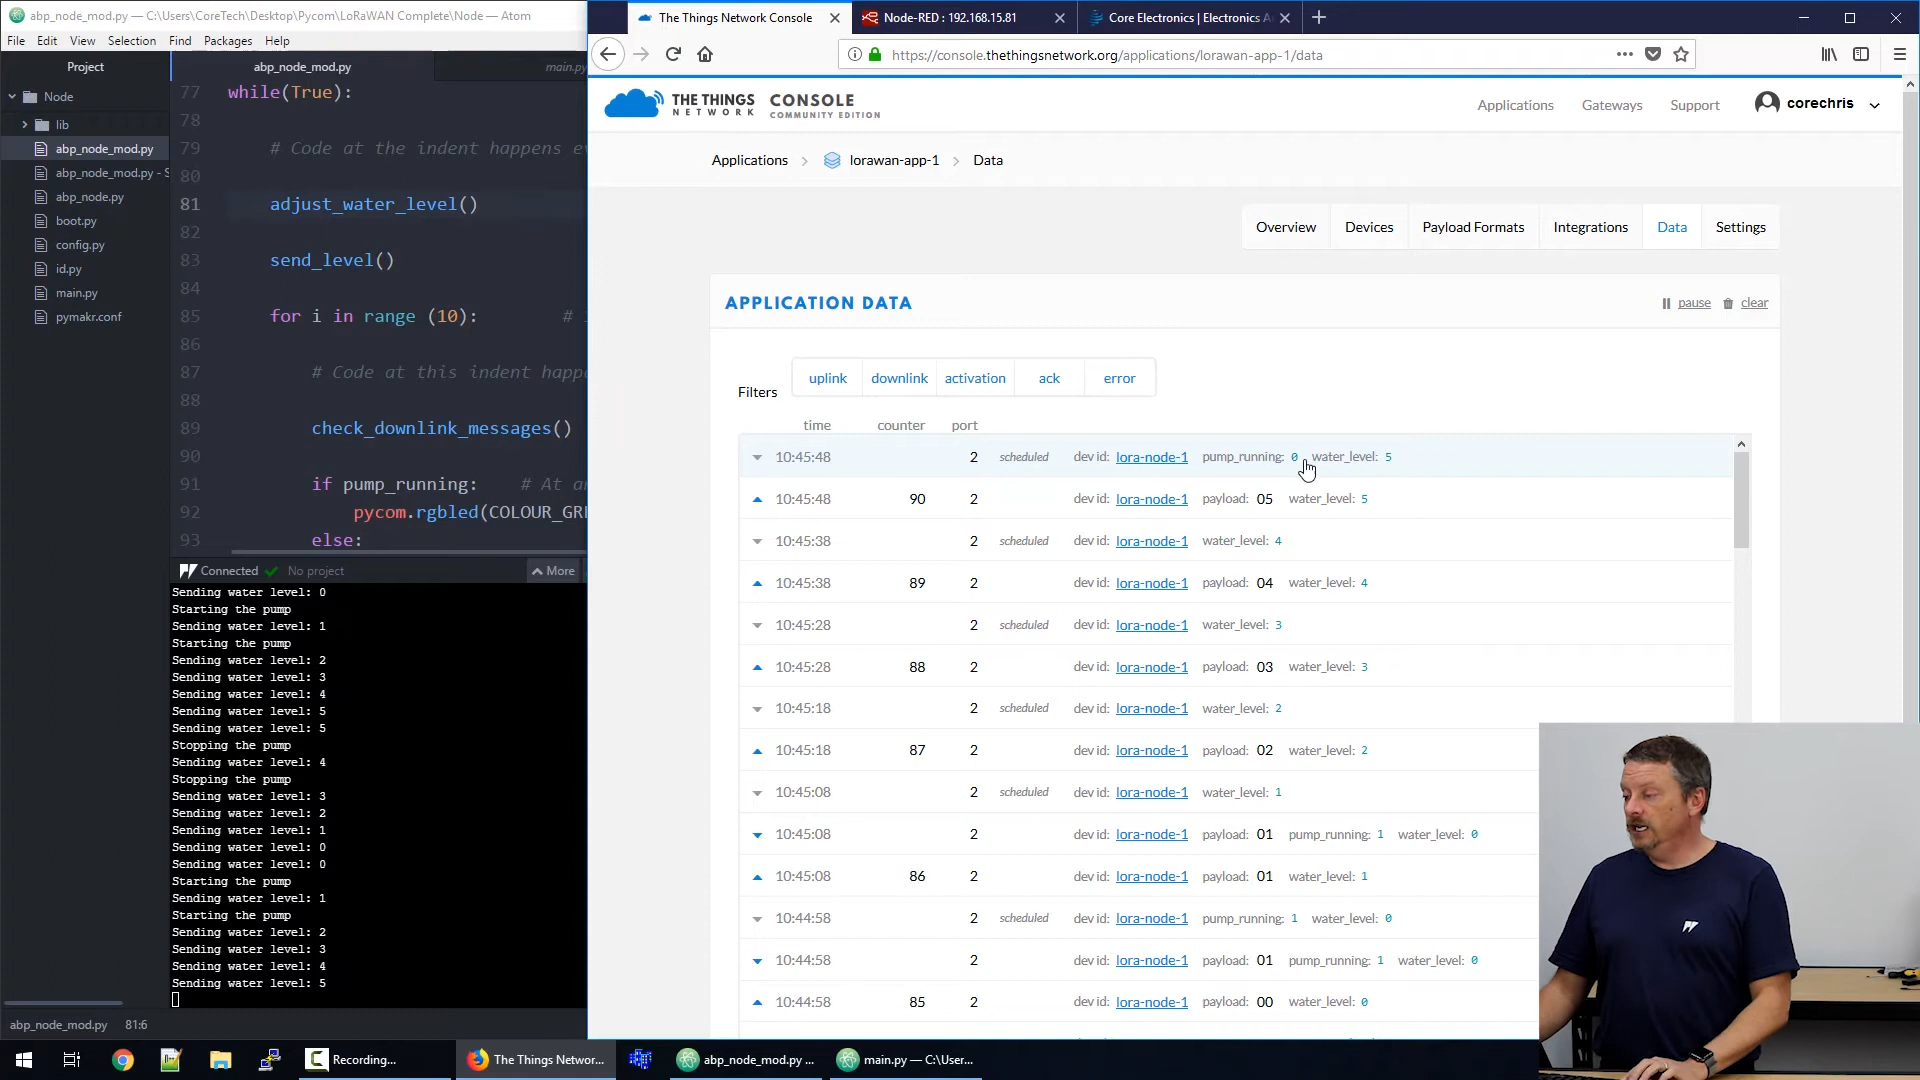 abp_node_mod.py — C:\Users\CoreTech\Desktop\Pycom\LoRaWAN Complete\Node — Atom
File Edit View Selection Find Packages Help
Project
Node
lib
abp_node_mod.py
abp_node_mod.py - S
abp_node.py
boot.py
config.py
id.py
main.py
pymakr.conf
abp_node_mod.py
main.py
77 while(True):
78
79 # Code at the indent happens ev
80
81 adjust_water_level()
82
83 send_level()
84
85 for i in range (10): #
86
87 # Code at this indent happe
88
89 check_downlink_messages()
90
91 if pump_running: # At an
92 pycom.rgbled(COLOUR_GRE
93 else:
Connected No project More
Sending water level: 0
Starting the pump
Sending water level: 1
Starting the pump
Sending water level: 2
Sending water level: 3
Sending water level: 4
Sending water level: 5
Sending water level: 5
Stopping the pump
Sending water level: 4
Stopping the pump
Sending water level: 3
Sending water level: 2
Sending water level: 1
Sending water level: 0
Sending water level: 0
Starting the pump
Sending water level: 1
Starting the pump
Sending water level: 2
Sending water level: 3
Sending water level: 4
Sending water level: 5
abp_node_mod.py 81:6
The Things Network Console
Node-RED : 192.168.15.81
Core Electronics | Electronics A
https://console.thethingsnetwork.org/applications/lorawan-app-1/data
THE THINGS NETWORK
CONSOLE
COMMUNITY EDITION
Applications Gateways Support corechris
Applications > lorawan-app-1 > Data
Overview Devices Payload Formats Integrations Data Settings
APPLICATION DATA
pause clear
Filters uplink downlink activation ack error
time counter port
10:45:48 2 scheduled dev id: lora-node-1 pump_running: 0 water_level: 5
10:45:48 90 2 dev id: lora-node-1 payload: 05 water_level: 5
10:45:38 2 scheduled dev id: lora-node-1 water_level: 4
10:45:38 89 2 dev id: lora-node-1 payload: 04 water_level: 4
10:45:28 2 scheduled dev id: lora-node-1 water_level: 3
10:45:28 88 2 dev id: lora-node-1 payload: 03 water_level: 3
10:45:18 2 scheduled dev id: lora-node-1 water_level: 2
10:45:18 87 2 dev id: lora-node-1 payload: 02 water_level: 2
10:45:08 2 scheduled dev id: lora-node-1 water_level: 1
10:45:08 2 dev id: lora-node-1 payload: 01 pump_running: 1 water_level: 0
10:45:08 86 2 dev id: lora-node-1 payload: 01 water_level: 1
10:44:58 2 scheduled dev id: lora-node-1 pump_running: 1 water_level: 0
10:44:58 2 dev id: lora-node-1 payload: 01 pump_running: 1 water_level: 0
10:44:58 85 2 dev id: lora-node-1 payload: 00 water_level: 0
Recording...
The Things Networ...
abp_node_mod.py ...
main.py — C:\User...